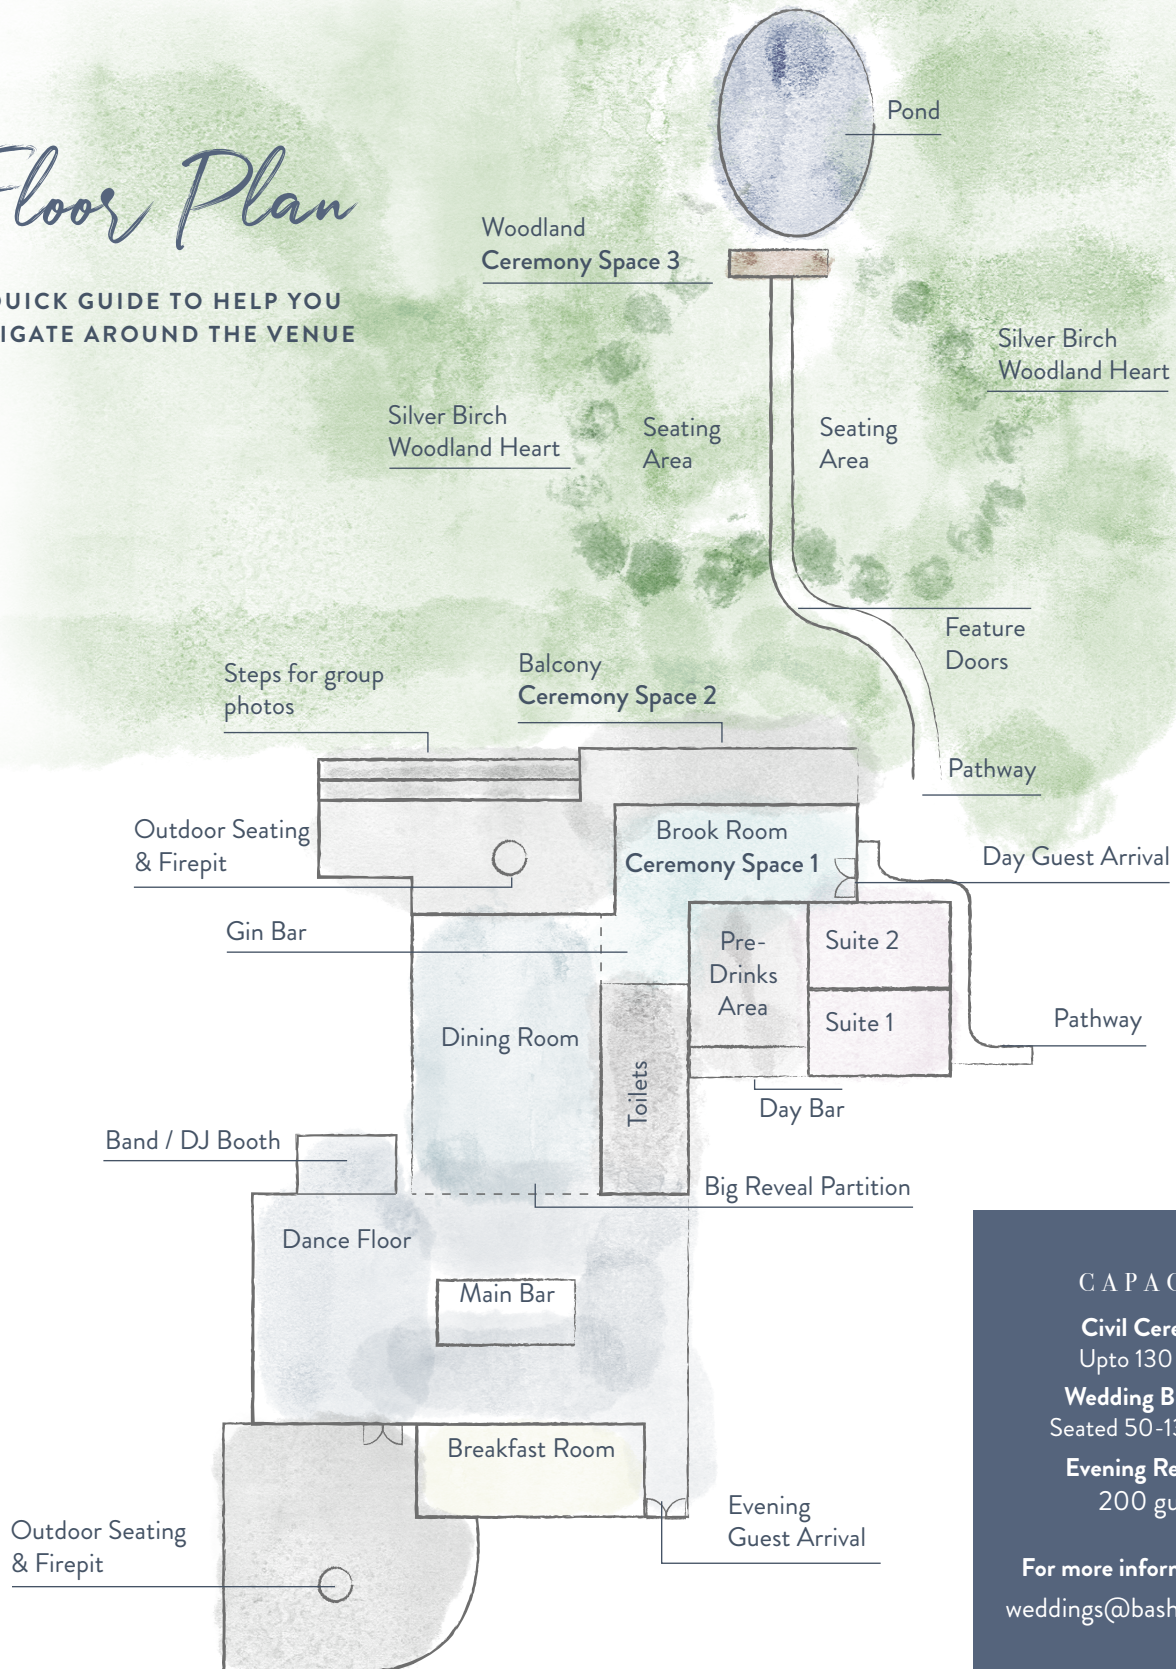 Floor Plan
QUICK GUIDE TO HELP YOU
IGATE AROUND THE VENUE
Pond
Woodland
Ceremony Space 3
Silver Birch
Woodland Heart
Silver Birch
Woodland Heart
Seating
Area
Seating
Area
Feature
Doors
Steps for group
photos
Balcony
Ceremony Space 2
Pathway
Outdoor Seating
& Firepit
Brook Room
Ceremony Space 1
Day Guest Arrival
Gin Bar
Pre-
Drinks
Area
Suite 2
Suite 1
Pathway
Dining Room
Toilets
Day Bar
Band / DJ Booth
Big Reveal Partition
Dance Floor
Main Bar
Breakfast Room
Evening
Guest Arrival
Outdoor Seating
& Firepit
CAPAC
Civil Cere
Upto 130
Wedding B
Seated 50-13
Evening Re
200 gu
For more inforr
weddings@bash